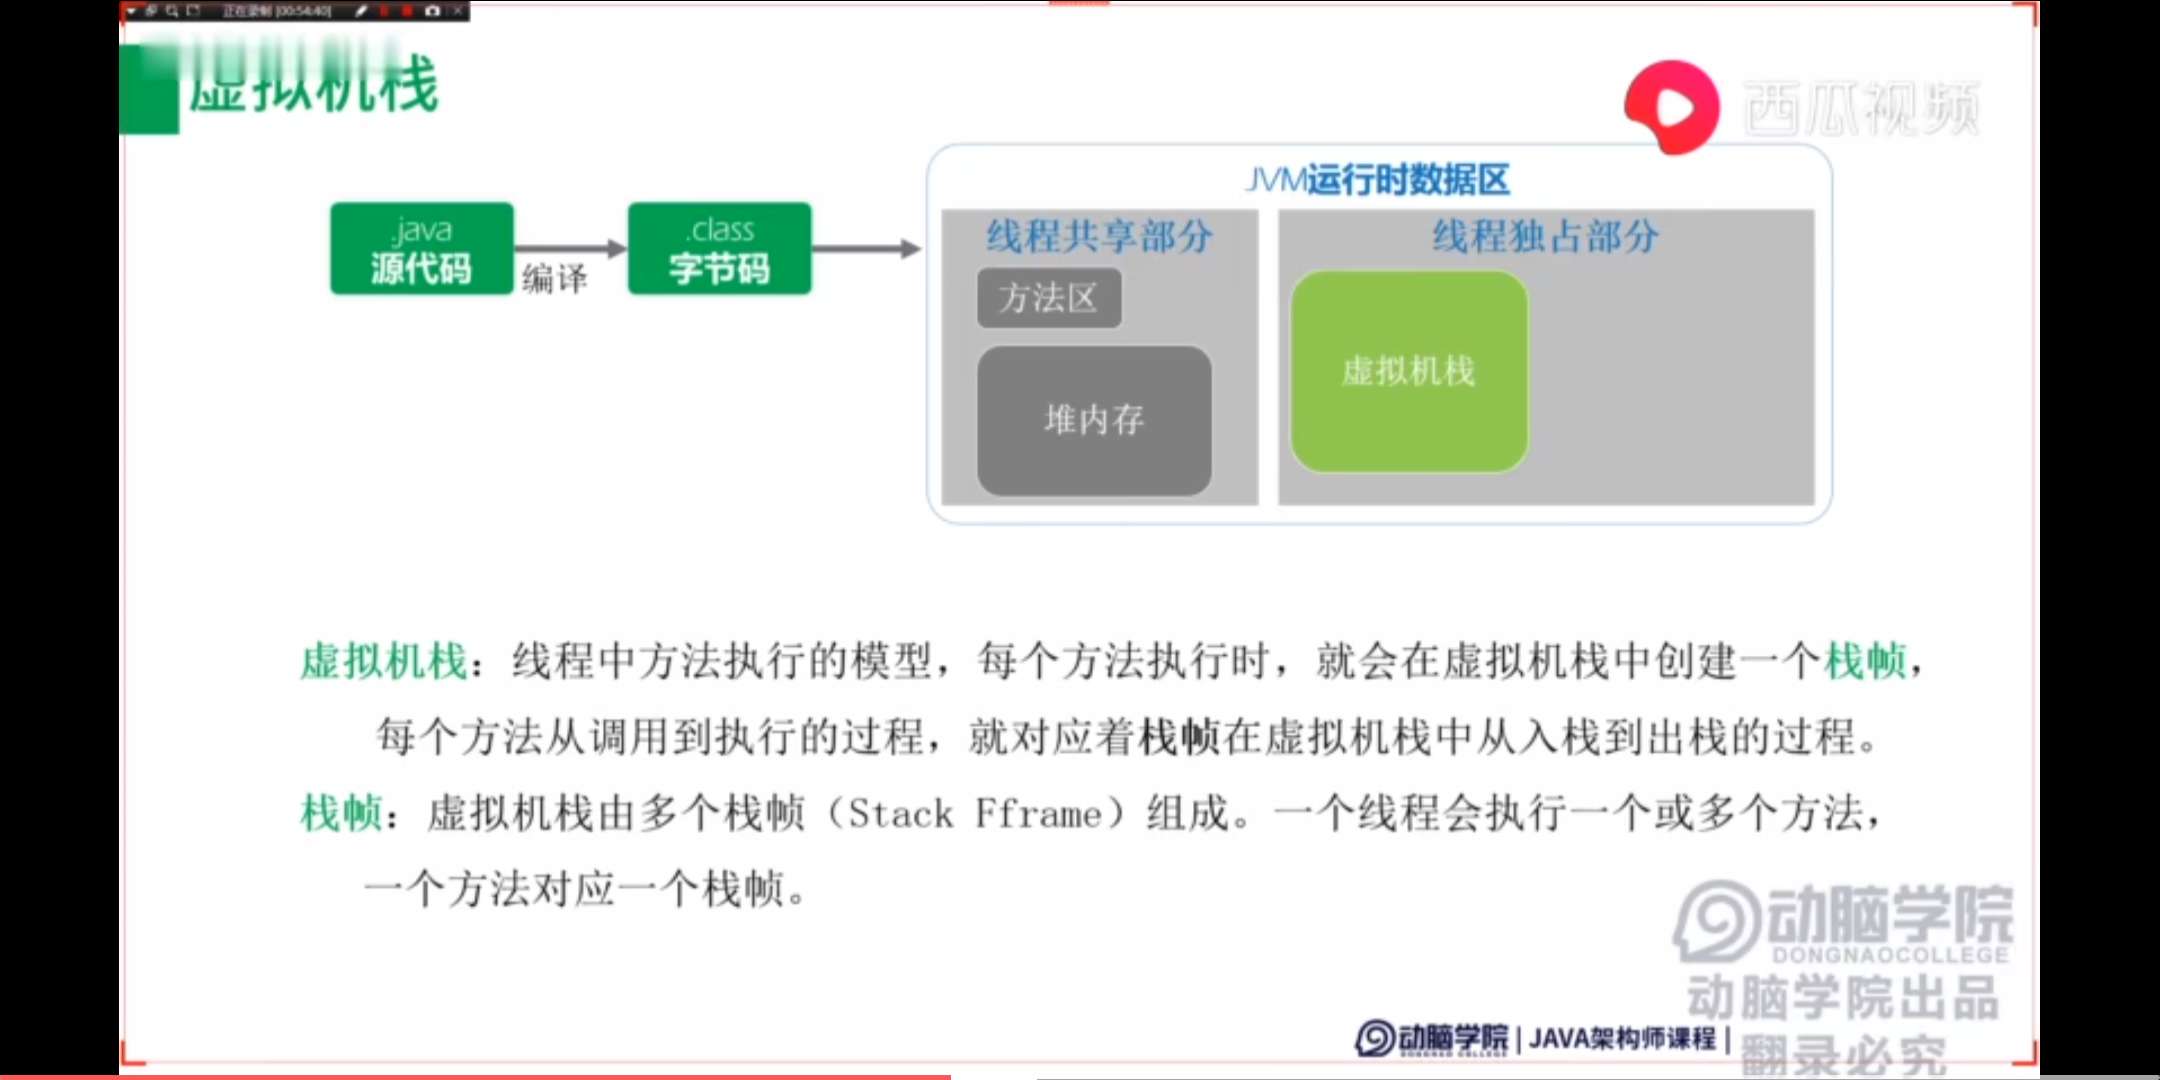 正在录制 [00:54:40]
虚拟机栈
西瓜视频
JVM运行时数据区
.java
源代码
编译
.class
字节码
线程共享部分
方法区
堆内存
线程独占部分
虚拟机栈
虚拟机栈：线程中方法执行的模型，每个方法执行时，就会在虚拟机栈中创建一个栈帧，
每个方法从调用到执行的过程，就对应着栈帧在虚拟机栈中从入栈到出栈的过程。
栈帧：虚拟机栈由多个栈帧（Stack Fframe）组成。一个线程会执行一个或多个方法，
一个方法对应一个栈帧。
动脑学院
DONGNAOCOLLEGE
动脑学院出品
翻录必究
动脑学院 | JAVA架构师课程 |
DONGNAO COLLEGE